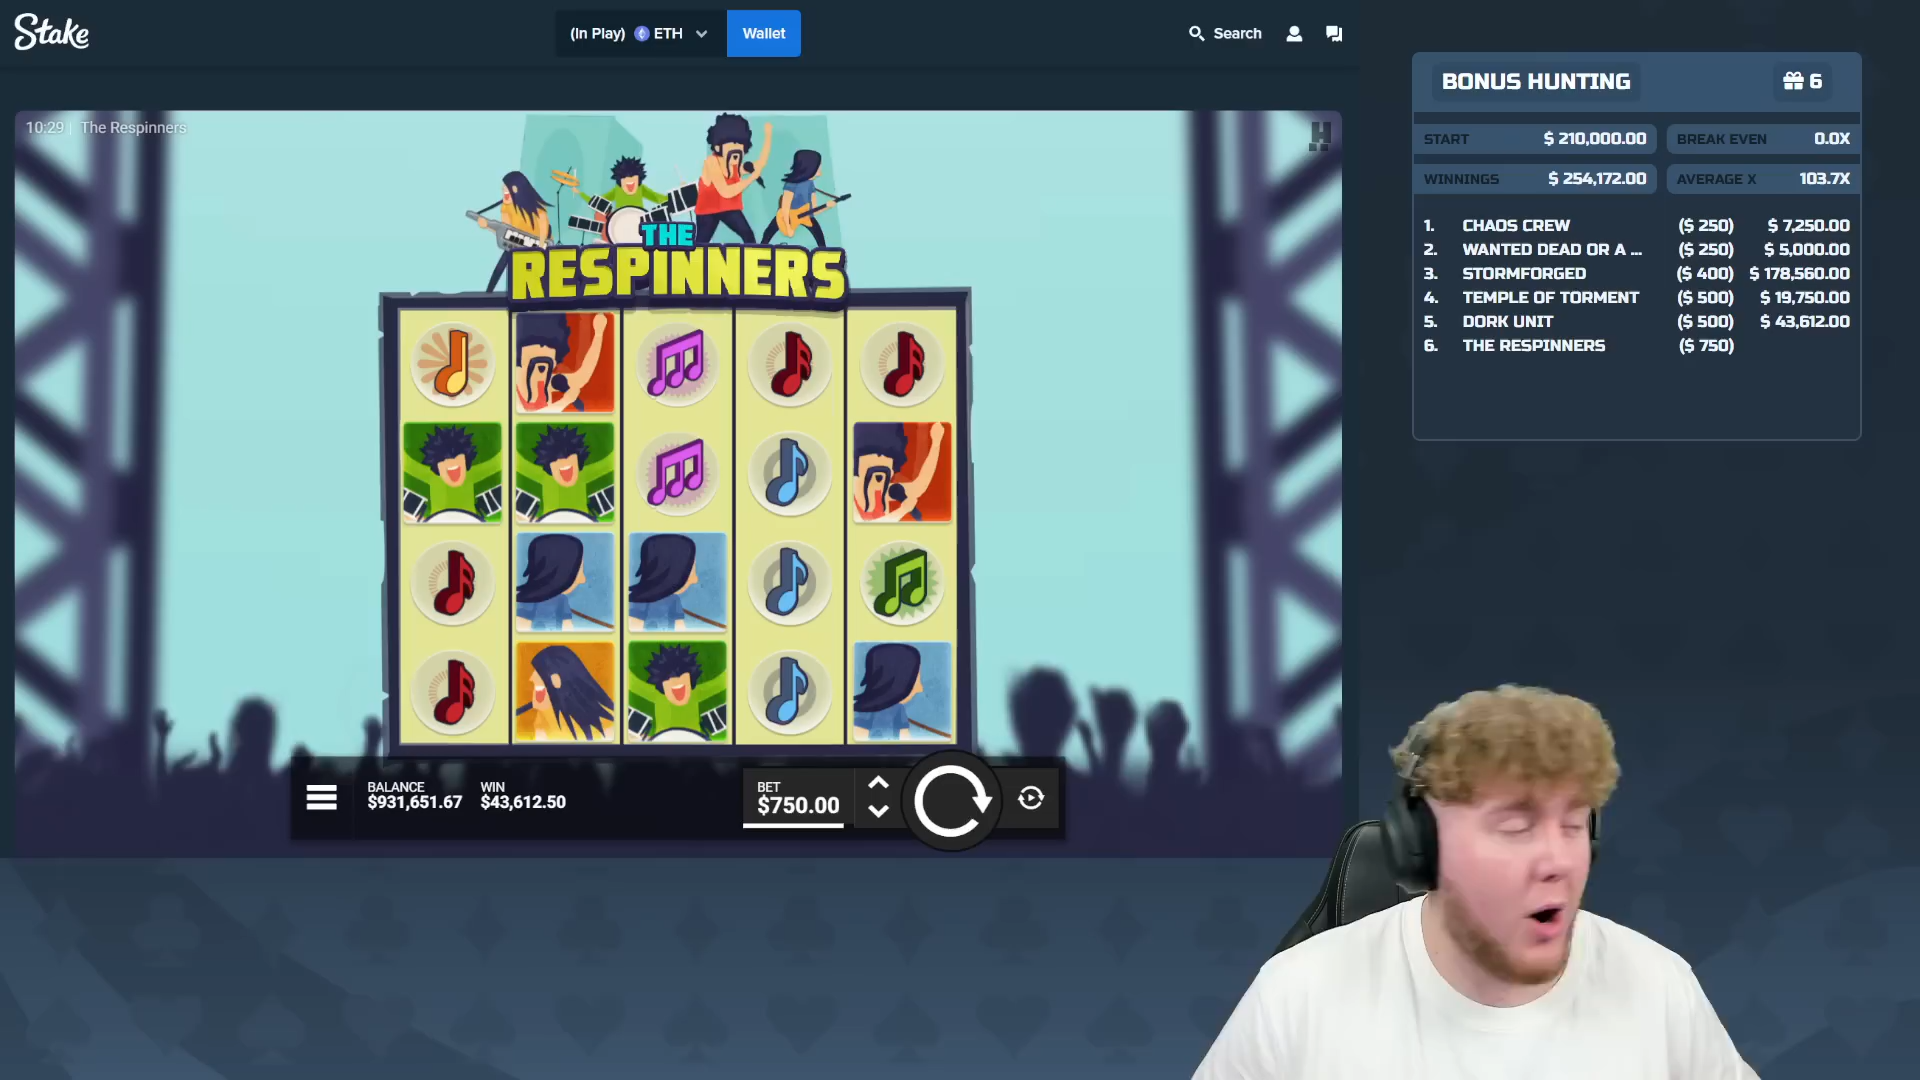 Stake
(In Play) ETH
Wallet
Search
10:29 | The Respinners
THE
RESPINNERS
BALANCE
$931,651.67
WIN
$43,612.50
BET
$750.00
BONUS HUNTING
6
START $ 210,000.00
BREAK EVEN 0.0X
WINNINGS $ 254,172.00
AVERAGE X 103.7X
1. CHAOS CREW ($ 250) $ 7,250.00
2. WANTED DEAD OR A ... ($ 250) $ 5,000.00
3. STORMFORGED ($ 400) $ 178,560.00
4. TEMPLE OF TORMENT ($ 500) $ 19,750.00
5. DORK UNIT ($ 500) $ 43,612.00
6. THE RESPINNERS ($ 750)